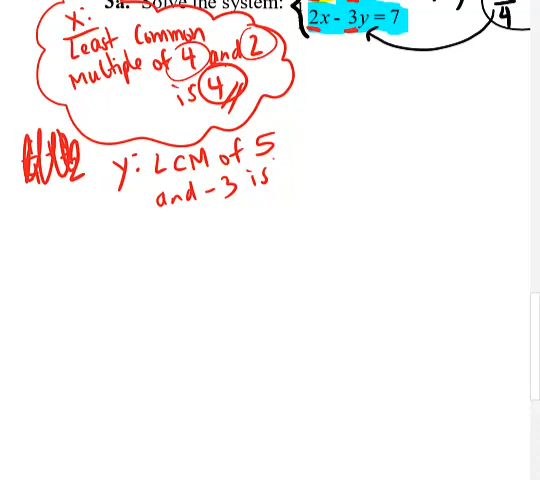 3a. Solve the system:
2x - 3y = 7
4
x:
Least Common
Multiple of 4 and 2
is 4
y: LCM of 5
and -3 is